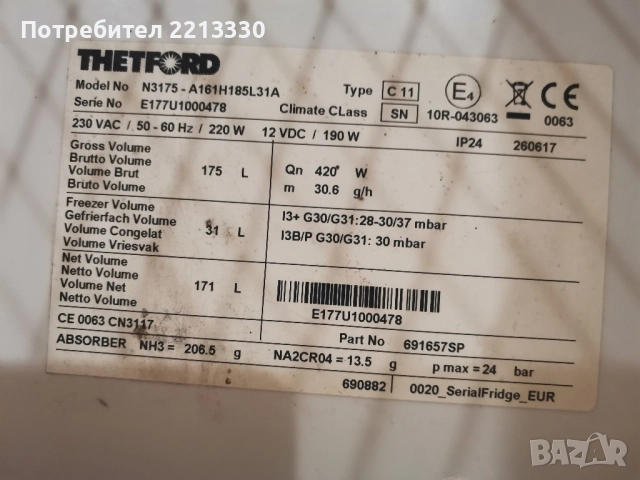 Потребител 2213330
THETFORD
Model No N3175 - A161H185L31A Type C 11 E4 CE
Serie No E177U1000478 Climate CLass SN 10R-043063 0063
230 VAC / 50 - 60 Hz / 220 W 12 VDC / 190 W IP24 260617
Gross Volume
Brutto Volume
Volume Brut 175 L
Bruto Volume
Qn 420° W
m 30.6 g/h
Freezer Volume
Gefrierfach Volume
Volume Congelat 31 L
Volume Vriesvak
I3+ G30/G31:28-30/37 mbar
I3B/P G30/G31: 30 mbar
Net Volume
Netto Volume
Volume Net 171 L
Netto Volume
E177U1000478
CE 0063 CN3117 Part No 691657SP
ABSORBER NH3 = 206.5 g NA2CR04 = 13.5 g p max = 24 bar
690882 0020_SerialFridge_EUR
BAZAR